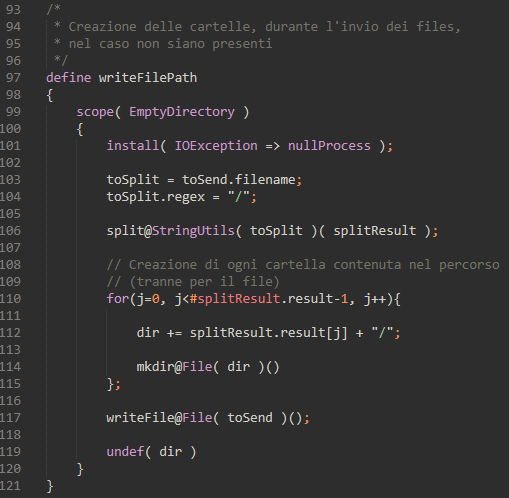 93 /*
94 * Creazione delle cartelle, durante l'invio dei files,
95 * nel caso non siano presenti
96 */
97 define writeFilePath
98 {
99 scope( EmptyDirectory )
100 {
101 install( IOException => nullProcess );
102
103 toSplit = toSend.filename;
104 toSplit.regex = "/";
105
106 split@StringUtils( toSplit )( splitResult );
107
108 // Creazione di ogni cartella contenuta nel percorso
109 // (tranne per il file)
110 for(j=0, j<#splitResult.result-1, j++){
111
112 dir += splitResult.result[j] + "/";
113
114 mkdir@File( dir )()
115 };
116
117 writeFile@File( toSend )();
118
119 undef( dir )
120 }
121 }